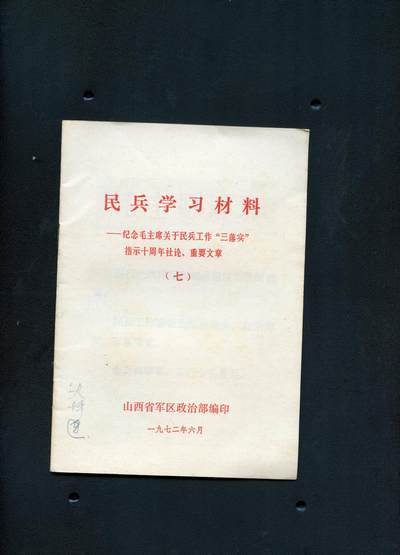 民兵学习材料
——纪念毛主席关于民兵工作“三落实”
指示十周年社论、重要文章
（七）
山西省军区政治部编印
一九七二年六月